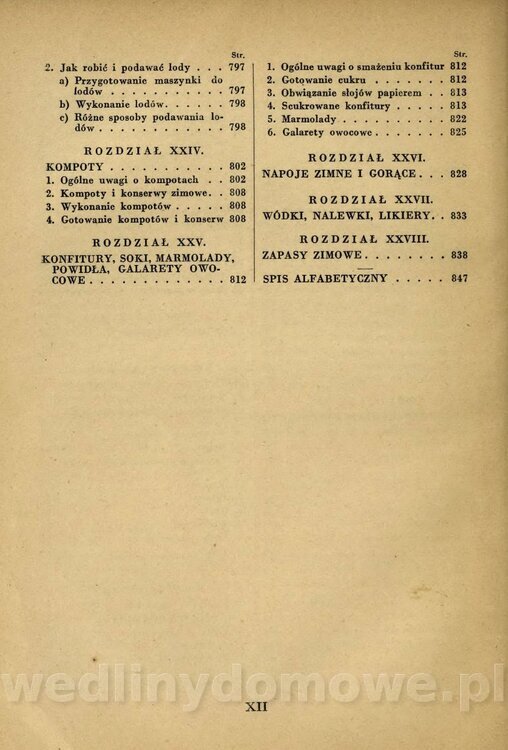 Str.
2. Jak robić i podawać lody . . . 797
a) Przygotowanie maszynki do
lodów . . . . . . . . . . . . 797
b) Wykonanie lodów. . . . . . 798
c) Różne sposoby podawania lo-
dów . . . . . . . . . . . . . 798
ROZDZIAŁ XXIV.
KOMPOTY . . . . . . . . . . . 802
1. Ogólne uwagi o kompotach . . 802
2. Kompoty i konserwy zimowe. . 808
3. Wykonanie kompotów . . . . . 808
4. Gotowanie kompotów i konserw 808
ROZDZIAŁ XXV.
KONFITURY, SOKI, MARMOLADY,
POWIDŁA, GALARETY OWO-
COWE . . . . . . . . . . . . . 812
Str.
1. Ogólne uwagi o smażeniu konfitur 812
2. Gotowanie cukru . . . . . . . 812
3. Obwiązanie słojów papierem . . 813
4. Scukrowane konfitury . . . . . 813
5. Marmolady . . . . . . . . . . 822
6. Galarety owocowe . . . . . . . 825
ROZDZIAŁ XXVI.
NAPOJE ZIMNE I GORĄCE . . . 828
ROZDZIAŁ XXVII.
WÓDKI, NALEWKI, LIKIERY. . . 833
ROZDZIAŁ XXVIII.
ZAPASY ZIMOWE . . . . . . . . 838
SPIS ALFABETYCZNY . . . . . 847
wedlinydomowe.pl
XII